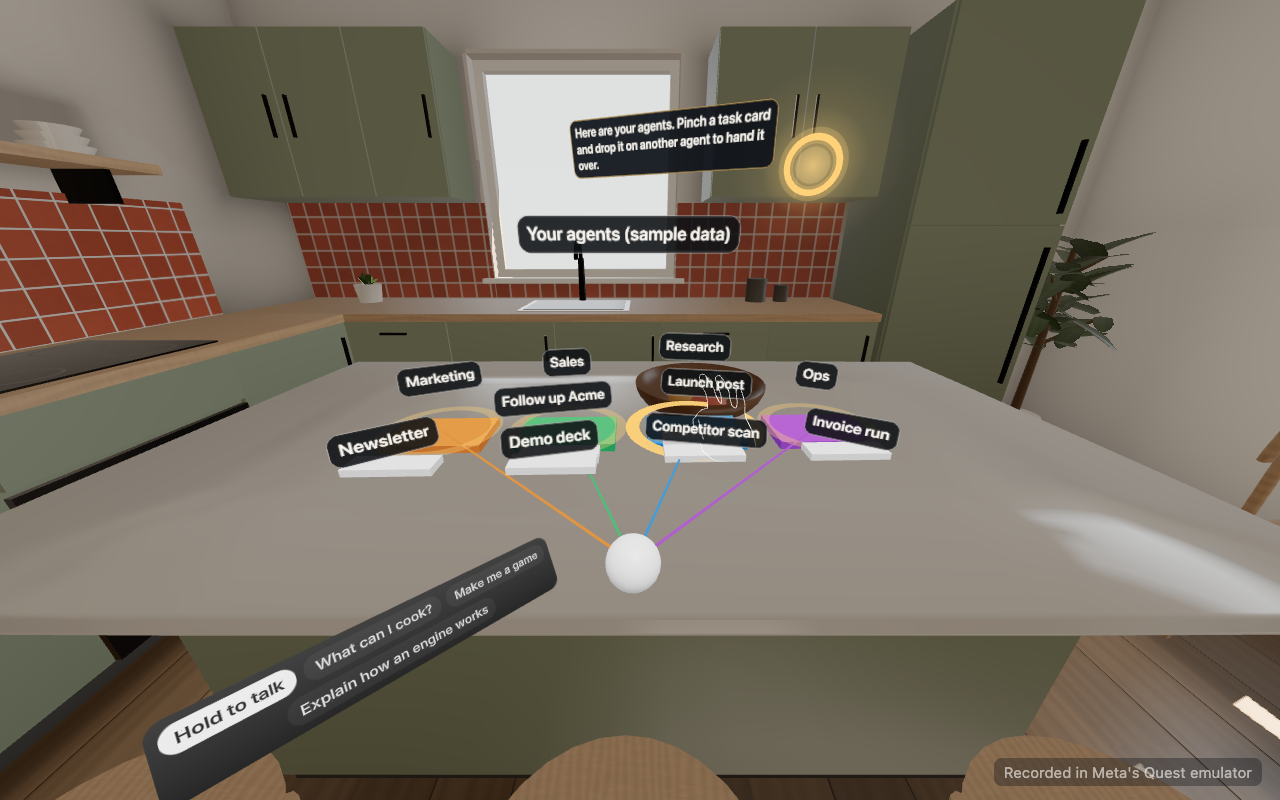 Here are your agents. Pinch a task card
and drop it on another agent to hand it
over.
Your agents (sample data)
Research
Sales
Marketing
Ops
Launch post
Follow up Acme
Newsletter
Demo deck
Competitor scan
Invoice run
Make me a game
What can I cook?
Explain how an engine works
Hold to talk
Recorded in Meta's Quest emulator